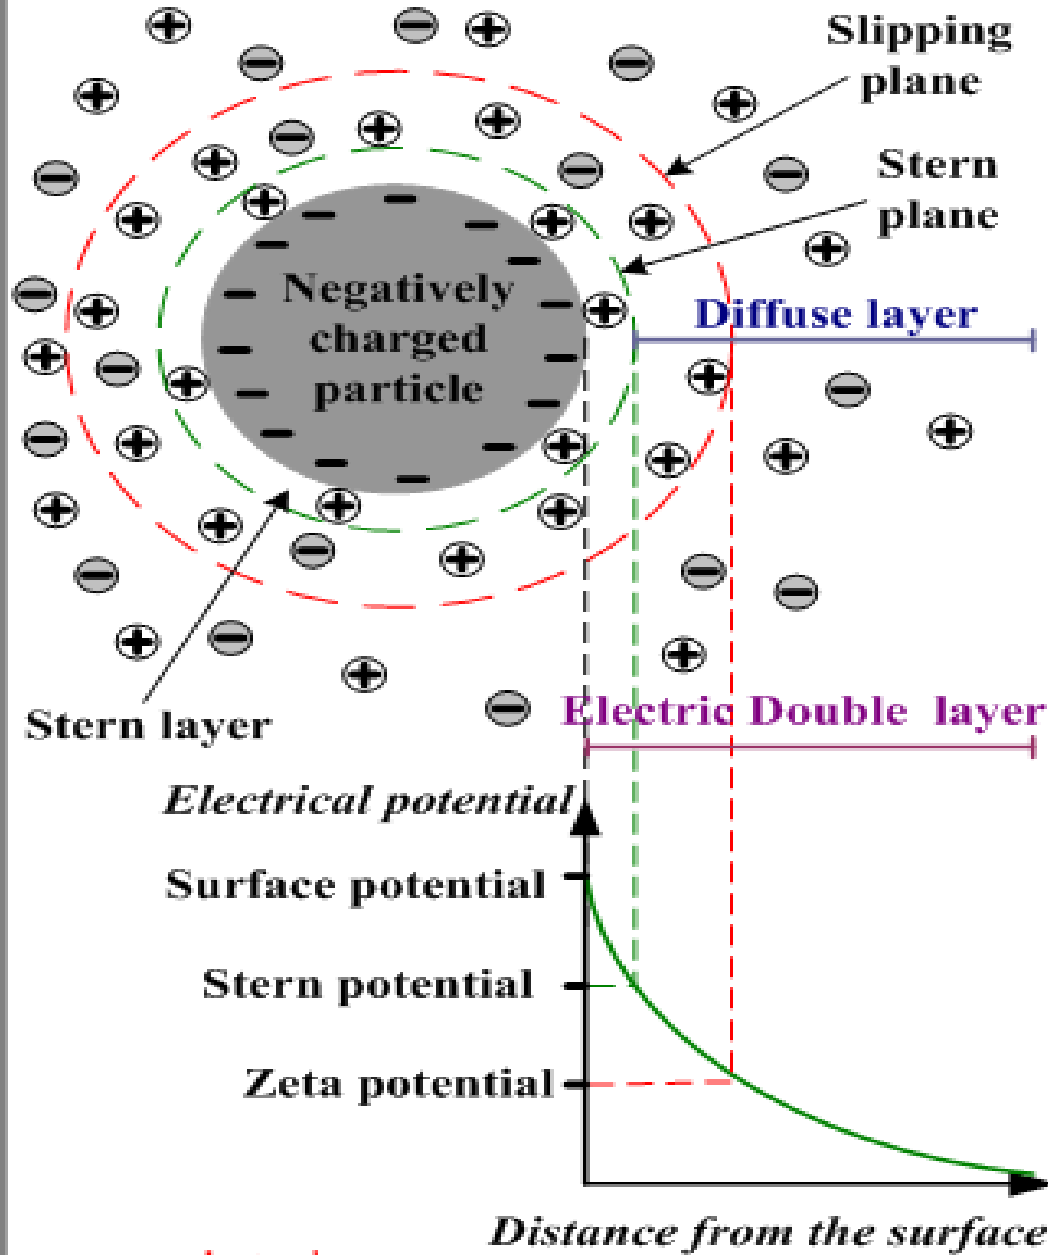 Slipping
plane
Stern
plane
Negatively
charged
particle
Diffuse layer
Stern layer
Electric Double layer
Electrical potential
Surface potential
Stern potential
Zeta potential
Distance from the surface